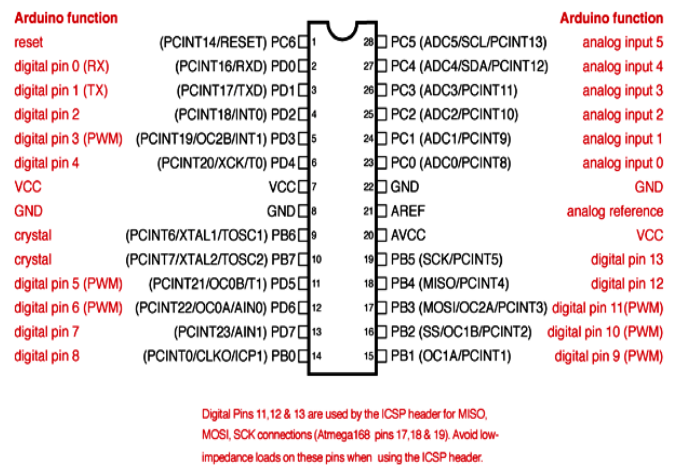 Arduino function Arduino function
reset (PCINT14/RESET) PC6 1 28 PC5 (ADC5/SCL/PCINT13) analog input 5
digital pin 0 (RX) (PCINT16/RXD) PD0 2 27 PC4 (ADC4/SDA/PCINT12) analog input 4
digital pin 1 (TX) (PCINT17/TXD) PD1 3 26 PC3 (ADC3/PCINT11) analog input 3
digital pin 2 (PCINT18/INT0) PD2 4 25 PC2 (ADC2/PCINT10) analog input 2
digital pin 3 (PWM) (PCINT19/OC2B/INT1) PD3 5 24 PC1 (ADC1/PCINT9) analog input 1
digital pin 4 (PCINT20/XCK/T0) PD4 6 23 PC0 (ADC0/PCINT8) analog input 0
VCC VCC 7 22 GND GND
GND GND 8 21 AREF analog reference
crystal (PCINT6/XTAL1/TOSC1) PB6 9 20 AVCC VCC
crystal (PCINT7/XTAL2/TOSC2) PB7 10 19 PB5 (SCK/PCINT5) digital pin 13
digital pin 5 (PWM) (PCINT21/OC0B/T1) PD5 11 18 PB4 (MISO/PCINT4) digital pin 12
digital pin 6 (PWM) (PCINT22/OC0A/AIN0) PD6 12 17 PB3 (MOSI/OC2A/PCINT3) digital pin 11(PWM)
digital pin 7 (PCINT23/AIN1) PD7 13 16 PB2 (SS/OC1B/PCINT2) digital pin 10 (PWM)
digital pin 8 (PCINT0/CLKO/ICP1) PB0 14 15 PB1 (OC1A/PCINT1) digital pin 9 (PWM)
Digital Pins 11,12 & 13 are used by the ICSP header for MISO,
MOSI, SCK connections (Atmega168 pins 17,18 & 19). Avoid low-
impedance loads on these pins when using the ICSP header.